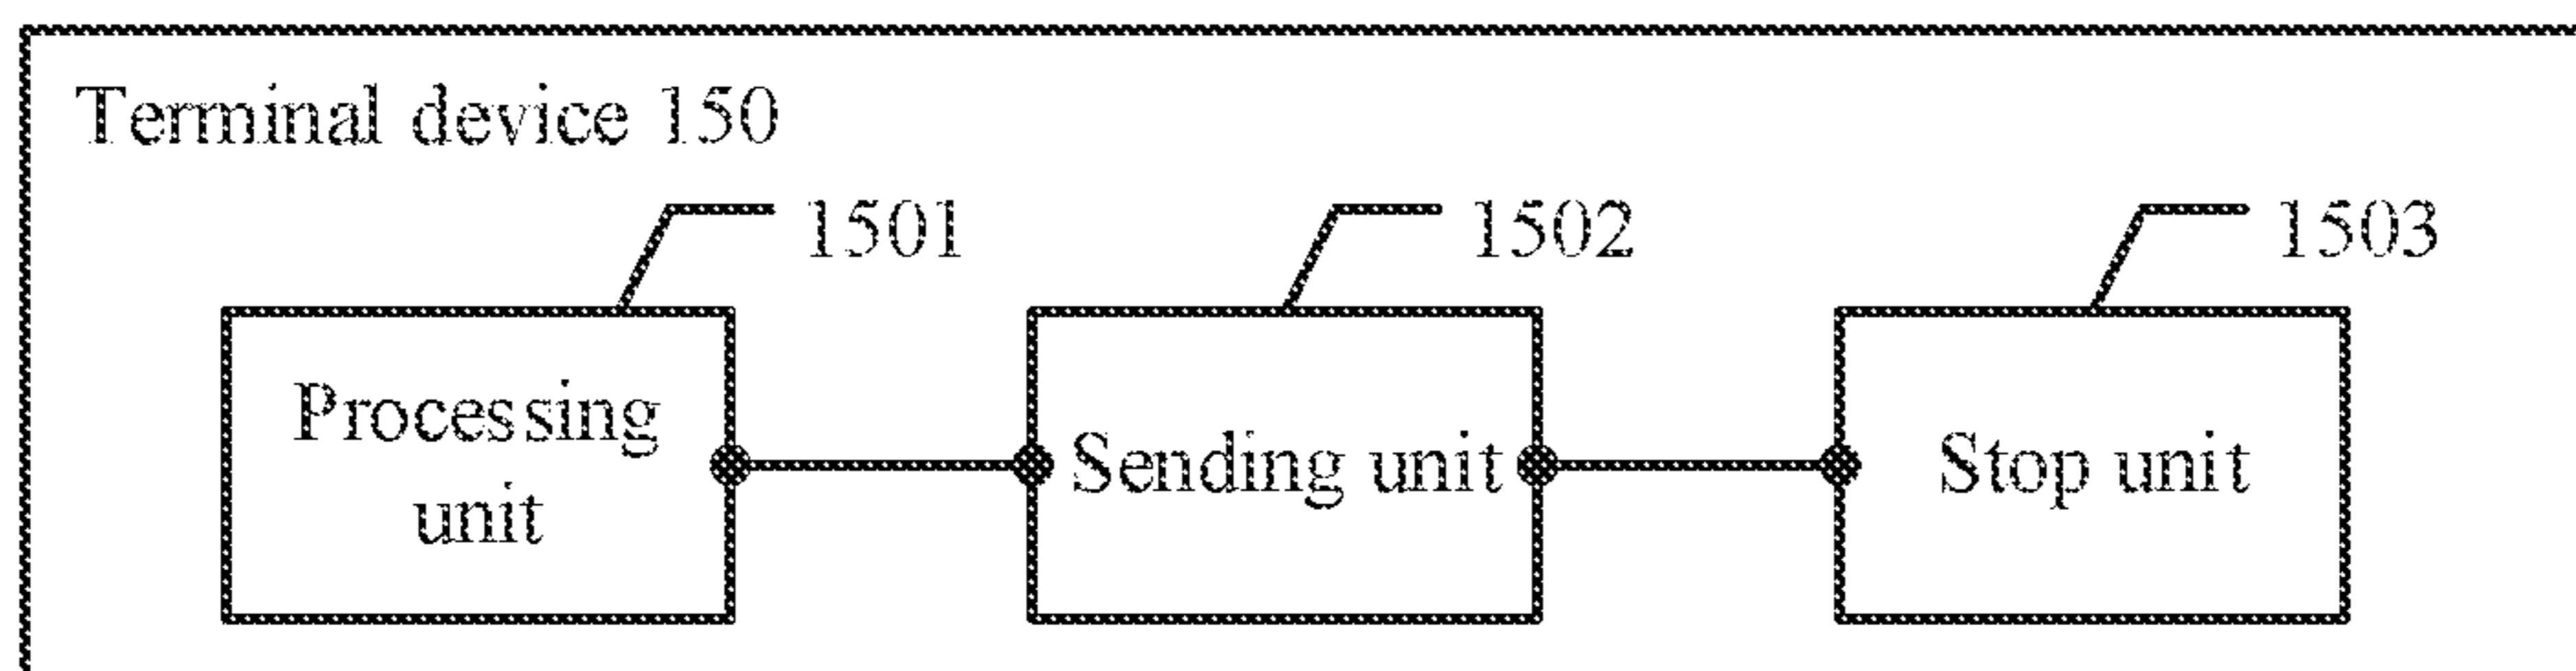 Terminal device 150
1501
1502
1503
Processing
unit
Sending unit
Stop unit